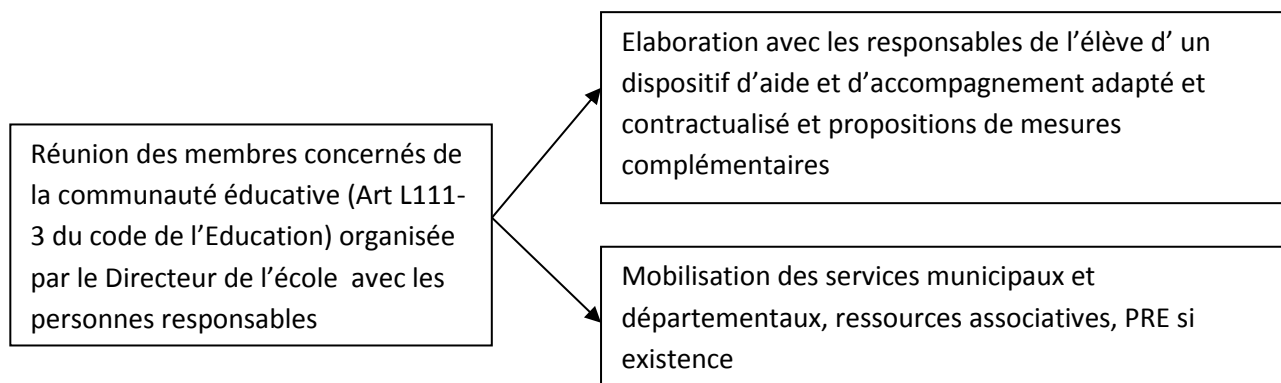 Réunion des membres concernés de
la communauté éducative (Art L111-
3 du code de l’Education) organisée
par le Directeur de l’école  avec les
personnes responsables
Elaboration avec les responsables de l’élève d’ un
dispositif d’aide et d’accompagnement adapté et
contractualisé et propositions de mesures
complémentaires
Mobilisation des services municipaux et
départementaux, ressources associatives, PRE si
existence